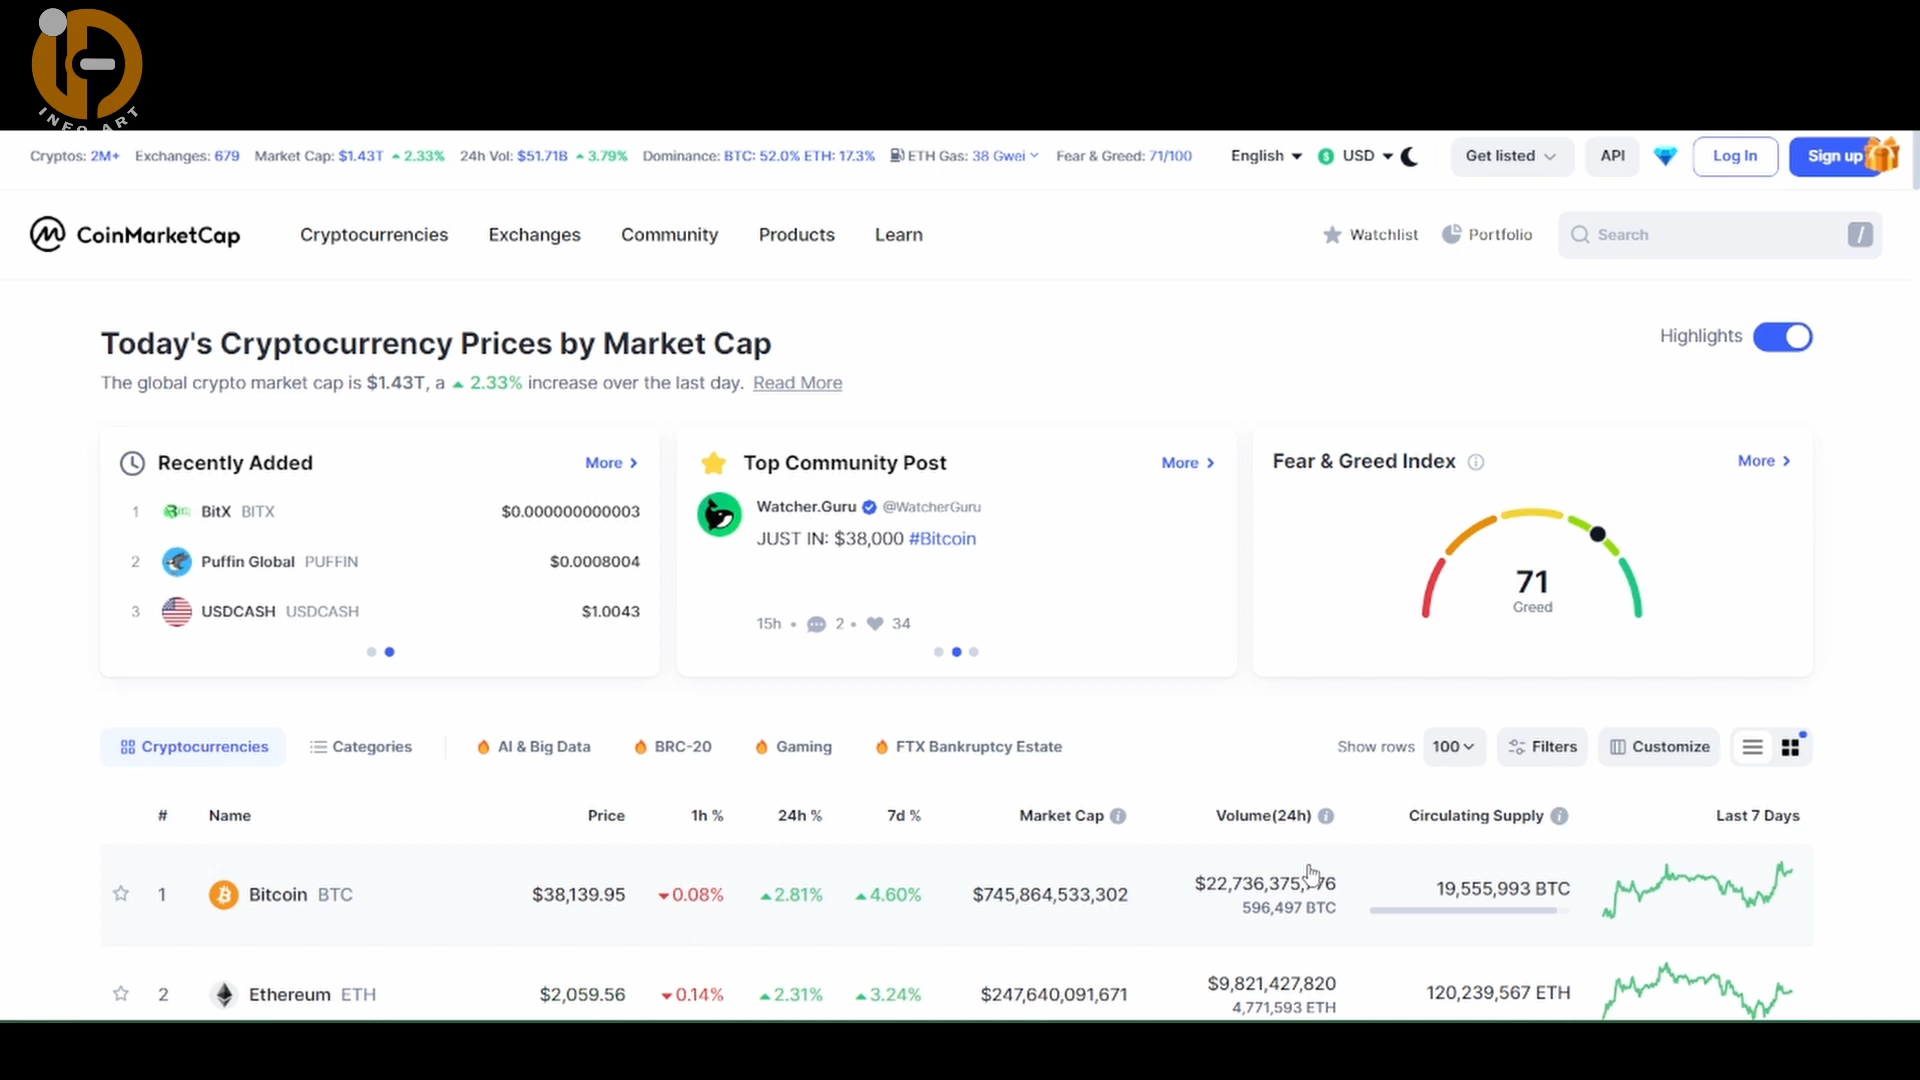 INFO ART
Cryptos: 2M+ Exchanges: 679 Market Cap: $1.43T 2.33% 24h Vol: $51.71B 3.79% Dominance: BTC: 52.0% ETH: 17.3% ETH Gas: 38 Gwei Fear & Greed: 71/100 English USD Get listed API Log In Sign up
CoinMarketCap Cryptocurrencies Exchanges Community Products Learn Watchlist Portfolio Search /
Today's Cryptocurrency Prices by Market Cap Highlights
The global crypto market cap is $1.43T, a 2.33% increase over the last day. Read More
Recently Added More
1 BitX BITX $0.000000000003
2 Puffin Global PUFFIN $0.0008004
3 USDCASH USDCASH $1.0043
Top Community Post More
Watcher.Guru @WatcherGuru
JUST IN: $38,000 #Bitcoin
15h • 2 • 34
Fear & Greed Index More
71
Greed
Cryptocurrencies Categories AI & Big Data BRC-20 Gaming FTX Bankruptcy Estate Show rows 100 Filters Customize
# Name Price 1h % 24h % 7d % Market Cap Volume(24h) Circulating Supply Last 7 Days
1 Bitcoin BTC $38,139.95 0.08% 2.81% 4.60% $745,864,533,302 19,555,993 BTC
596,497 BTC
2 Ethereum ETH $2,059.56 0.14% 2.31% 3.24% $247,640,091,671 $9,821,427,820 120,239,567 ETH
4,771,593 ETH